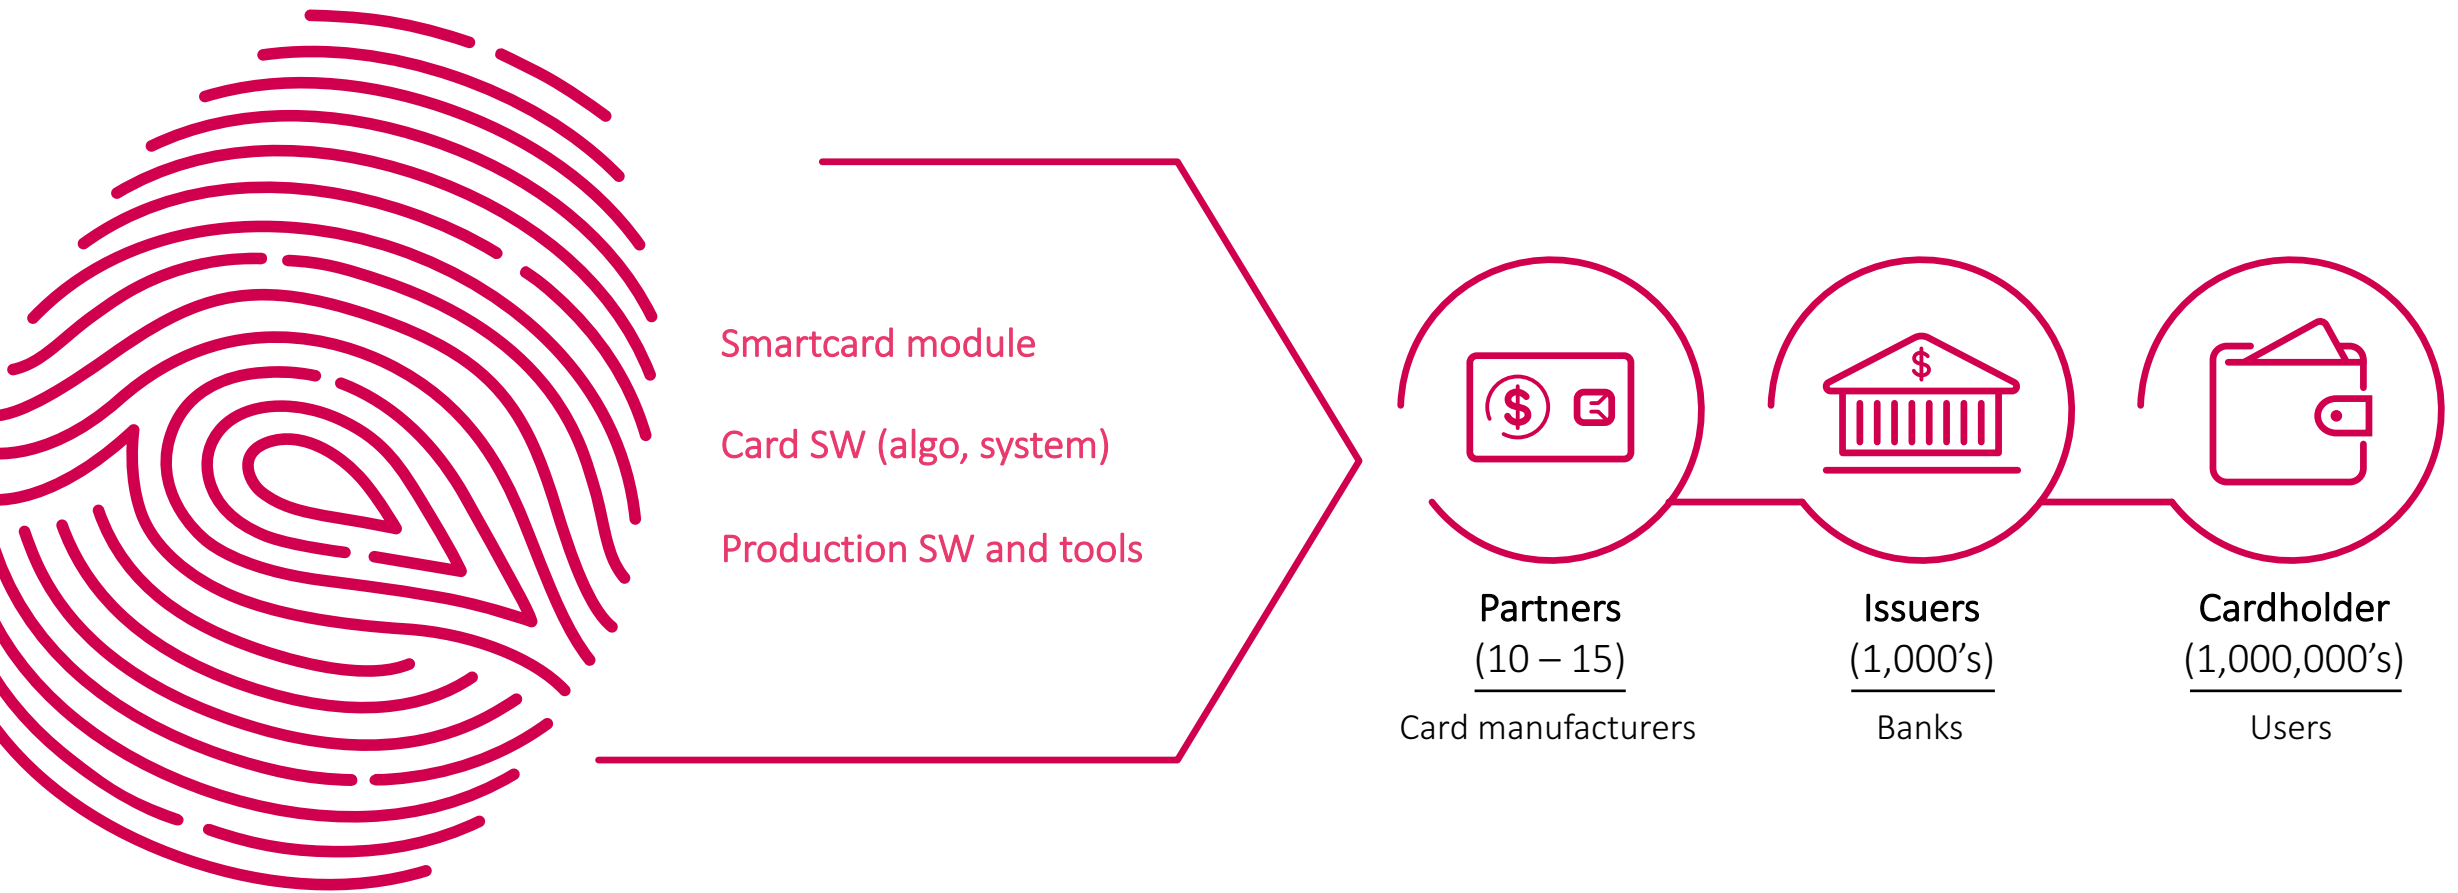 Smartcard module
Card SW (algo, system)
Production SW and tools
$
$
Partners
(10 – 15)
Card manufacturers
Issuers
(1,000’s)
Banks
Cardholder
(1,000,000’s)
Users